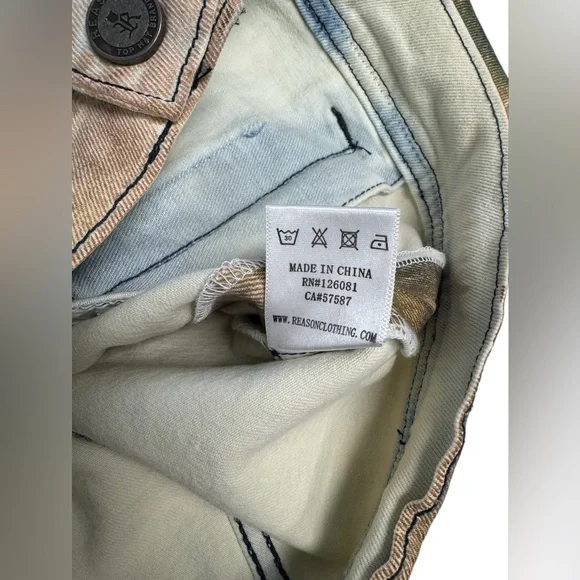 30
MADE IN CHINA
RN#126081
CA#57587
WWW.REASONCLOTHING.COM